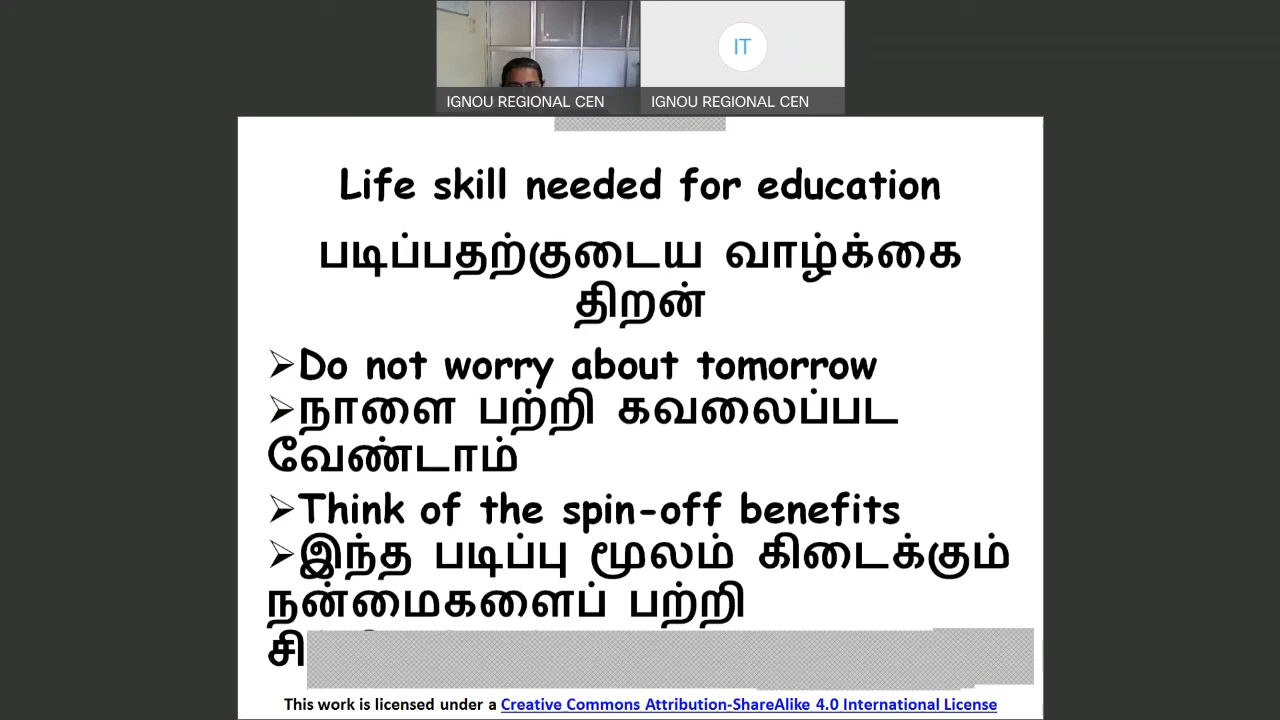 IT
IGNOU REGIONAL CEN
IGNOU REGIONAL CEN
Life skill needed for education
படிப்பதற்குடைய வாழ்க்கை
திறன்
➢Do not worry about tomorrow
➢நாளை பற்றி கவலைப்பட
வேண்டாம்
➢Think of the spin-off benefits
➢இந்த படிப்பு மூலம் கிடைக்கும்
நன்மைகளைப் பற்றி
This work is licensed under a Creative Commons Attribution-ShareAlike 4.0 International License